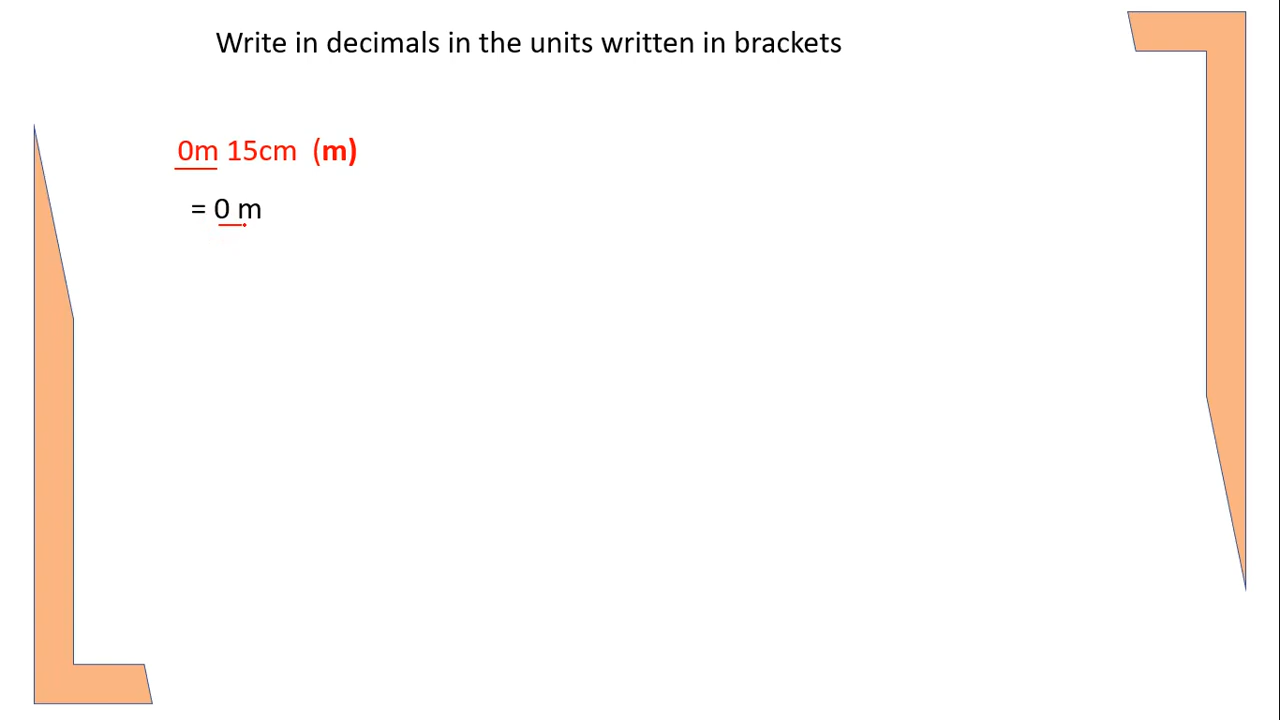 Write in decimals in the units written in brackets
0m 15cm (m)
= 0 m